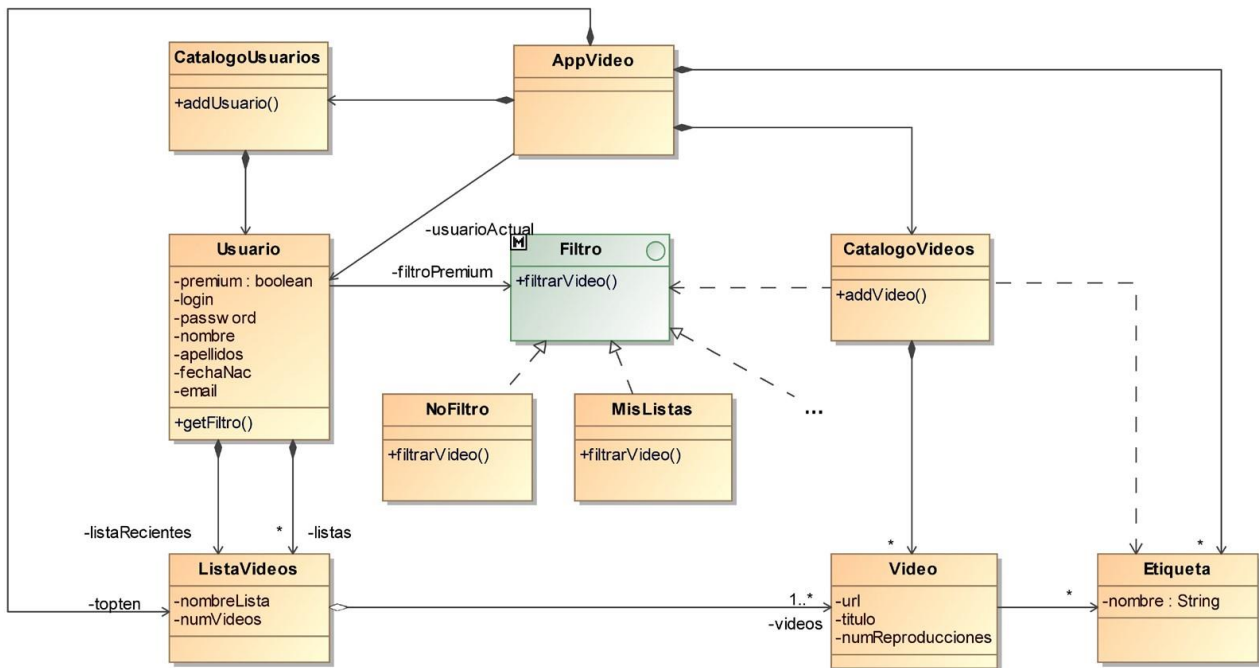 CatalogoUsuarios
+addUsuario()
AppVideo
Usuario
-premium : boolean
-login
-password
-nombre
-apellidos
-fechaNac
-email
+getFiltro()
-usuarioActual
-filtroPremium
M
Filtro
+filtrarVideo()
CatalogoVideos
+addVideo()
NoFiltro
+filtrarVideo()
MisListas
+filtrarVideo()
...
-listaRecientes
*
-listas
*
*
ListaVideos
-nombreLista
-numVideos
-topten
1..*
-videos
Video
-url
-titulo
-numReproducciones
*
Etiqueta
-nombre : String